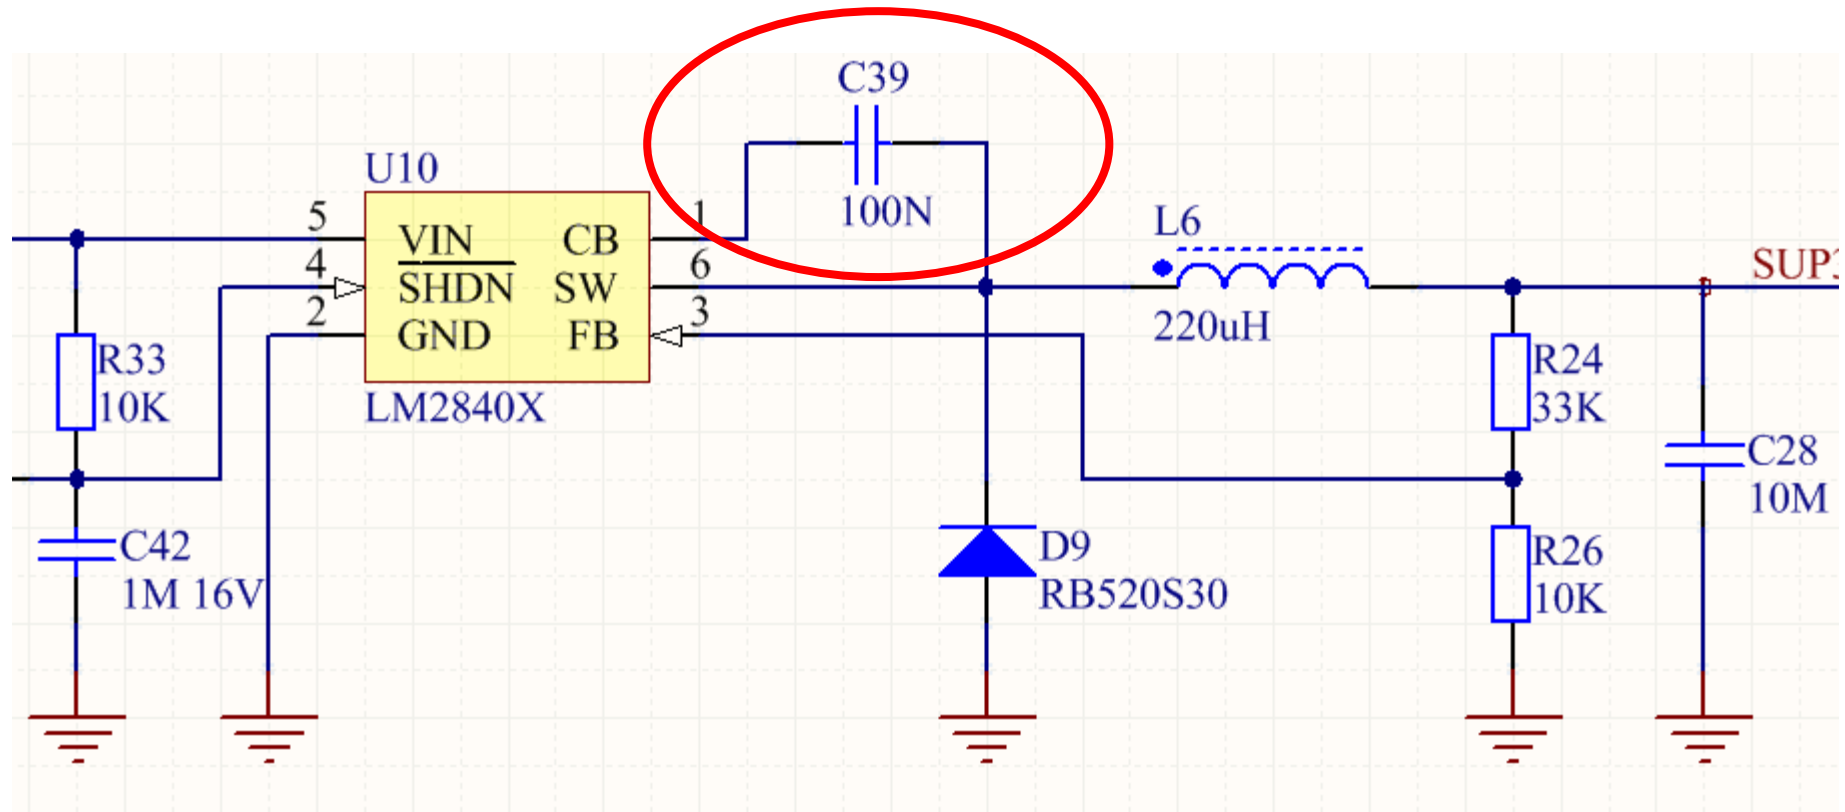 C39
100N
U10
5
VIN
CB
1
4
SHDN
SW
6
2
GND
FB
3
LM2840X
R33
10K
C42
1M 16V
L6
220uH
SUP3
R24
33K
C28
10M
D9
RB520S30
R26
10K